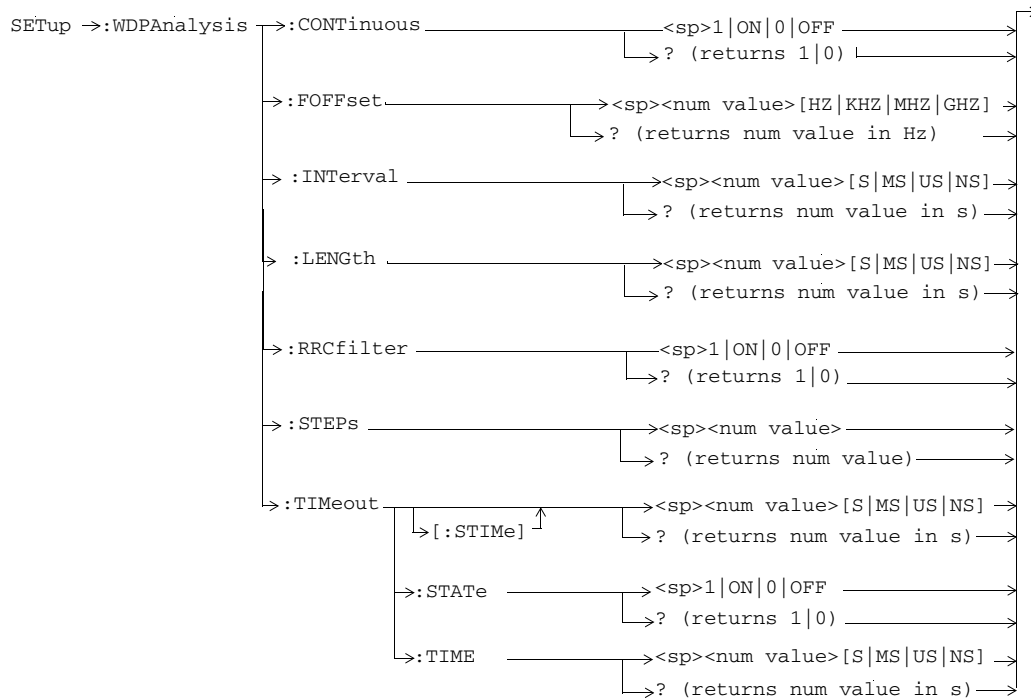 SETup :WDPAnalysis :CONTinuous <sp>1|ON|0|OFF
? (returns 1|0)
:FOFFset <sp><num value>[HZ|KHZ|MHZ|GHZ]
? (returns num value in Hz)
:INTerval <sp><num value>[S|MS|US|NS]
? (returns num value in s)
:LENGth <sp><num value>[S|MS|US|NS]
? (returns num value in s)
:RRCfilter <sp>1|ON|0|OFF
? (returns 1|0)
:STEPs <sp><num value>
? (returns num value)
:TIMeout <sp><num value>[S|MS|US|NS]
[:STIMe] ? (returns num value in s)
:STATe <sp>1|ON|0|OFF
? (returns 1|0)
:TIME <sp><num value>[S|MS|US|NS]
? (returns num value in s)